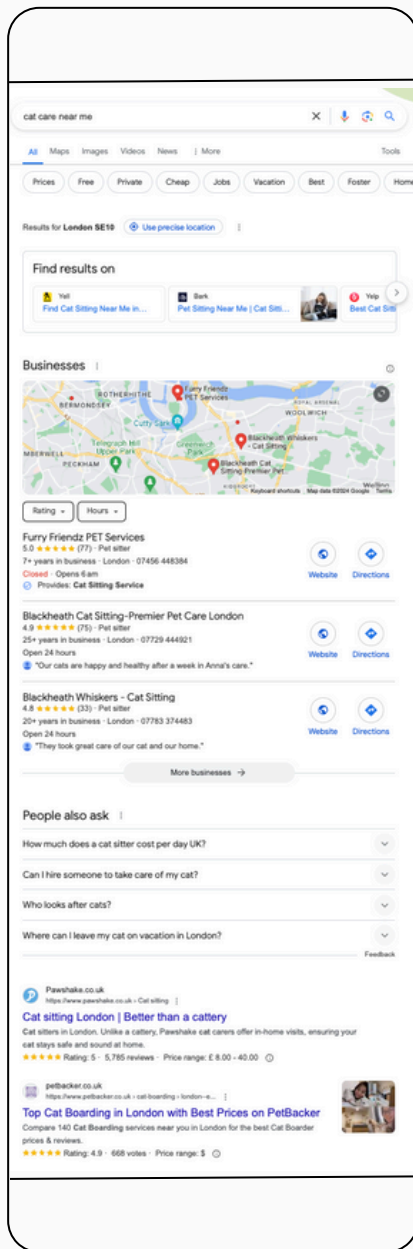 cat care near me
All Maps Images Videos News | More Tools
Prices Free Private Cheap Jobs Vacation Best Foster Home
Results for London SE10 Use precise location
Find results on
Yell
Find Cat Sitting Near Me in...
Bark
Pet Sitting Near Me | Cat Sitti...
Yelp
Best Cat Sitti
Businesses
Furry Friendz
PET Services
ROTHERHITHE
BERMONDSEY
ROYAL ARSENAL
WOOLWICH
Cutty Sark
Telegraph Hill
Upper Park
Greenwich
Park
Blackheath Whiskers
- Cat Sitting
MBERWELL
PECKHAM
Blackheath Cat
Sitting-Premier Pet
KIDBROOKE
Welling
Keyboard shortcuts Map data ©2024 Google Terms
Rating Hours
Furry Friendz PET Services
5.0 (77) · Pet sitter
7+ years in business · London · 07456 448384
Closed · Opens 6 am
Provides: Cat Sitting Service
Website Directions
Blackheath Cat Sitting-Premier Pet Care London
4.9 (75) · Pet sitter
25+ years in business · London · 07729 444921
Open 24 hours
"Our cats are happy and healthy after a week in Anna's care."
Website Directions
Blackheath Whiskers - Cat Sitting
4.8 (33) · Pet sitter
20+ years in business · London · 07783 374483
Open 24 hours
"They took great care of our cat and our home."
Website Directions
More businesses →
People also ask
How much does a cat sitter cost per day UK?
Can I hire someone to take care of my cat?
Who looks after cats?
Where can I leave my cat on vacation in London?
Feedback
Pawshake.co.uk
https://www.pawshake.co.uk › Cat sitting
Cat sitting London | Better than a cattery
Cat sitters in London. Unlike a cattery, Pawshake cat carers offer in-home visits, ensuring your
cat stays safe and sound at home.
Rating: 5 · 5,785 reviews · Price range: £ 8.00 - 40.00
petbacker.co.uk
https://www.petbacker.co.uk › cat-boarding › london-e...
Top Cat Boarding in London with Best Prices on PetBacker
Compare 140 Cat Boarding services near you in London for the best Cat Boarder
prices & reviews.
Rating: 4.9 · 668 votes · Price range: $